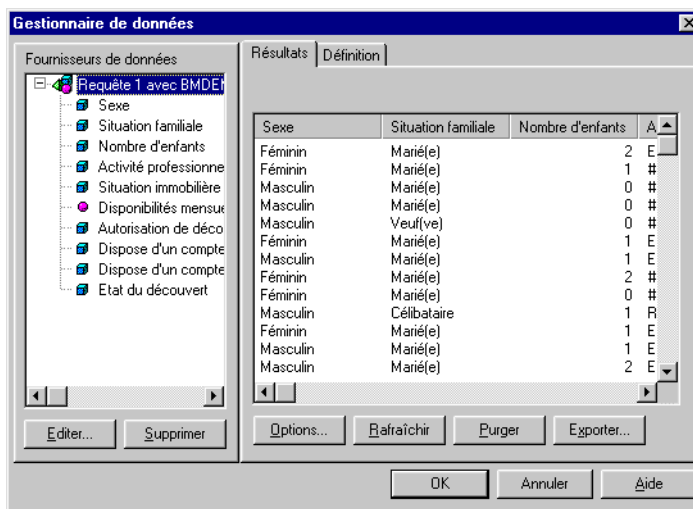 Gestionnaire de données
Fournisseurs de données
Requête 1 avec BMDEN
Sexe
Situation familiale
Nombre d'enfants
Activité professionne
Situation immobilière
Disponibilités mensue
Autorisation de déco
Dispose d'un compte
Dispose d'un compte
Etat du découvert
Editer... Supprimer
Résultats Définition
Sexe Situation familiale Nombre d'enfants A
Féminin Marié(e) 2 E
Féminin Marié(e) 1 #
Masculin Marié(e) 0 #
Masculin Marié(e) 0 #
Masculin Veuf(ve) 0 #
Féminin Marié(e) 1 E
Masculin Marié(e) 1 E
Féminin Marié(e) 2 #
Féminin Marié(e) 0 #
Masculin Célibataire 1 R
Féminin Marié(e) 1 E
Masculin Marié(e) 1 E
Masculin Marié(e) 2 E
Options... Rafraîchir Purger Exporter...
OK Annuler Aide